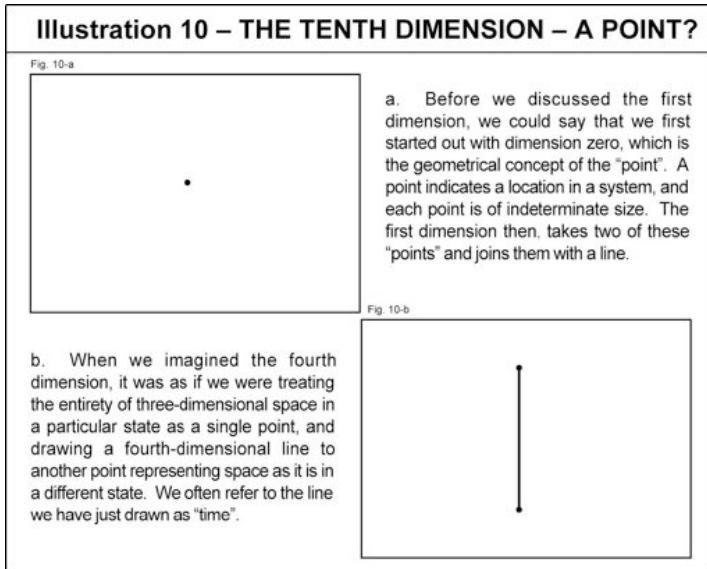 Illustration 10 – THE TENTH DIMENSION – A POINT?
Fig. 10-a
a. Before we discussed the first
dimension, we could say that we first
started out with dimension zero, which is
the geometrical concept of the “point”. A
point indicates a location in a system, and
each point is of indeterminate size. The
first dimension then, takes two of these
“points” and joins them with a line.
Fig. 10-b
b. When we imagined the fourth
dimension, it was as if we were treating
the entirety of three-dimensional space in
a particular state as a single point, and
drawing a fourth-dimensional line to
another point representing space as it is in
a different state. We often refer to the line
we have just drawn as “time”.